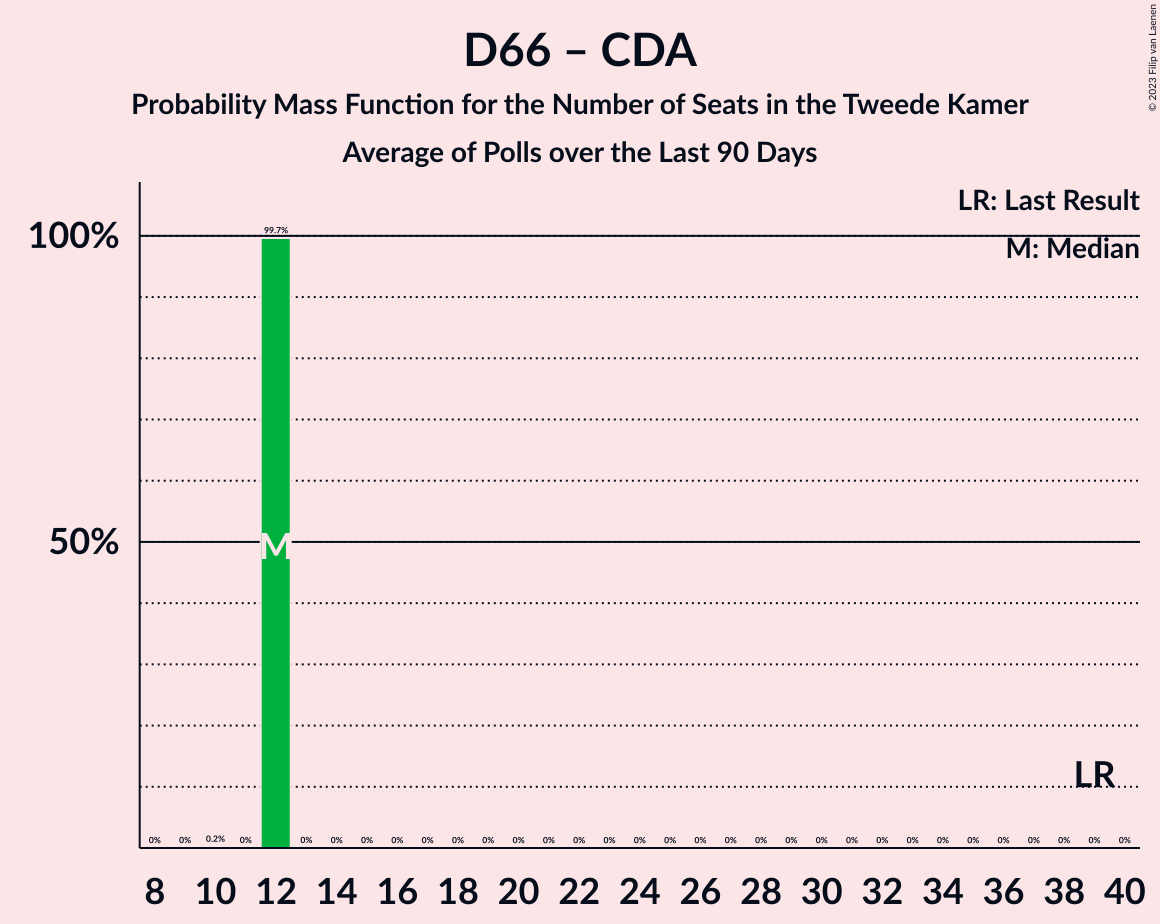 D66 – CDA
Probability Mass Function for the Number of Seats in the Tweede Kamer
Average of Polls over the Last 90 Days
© 2023 Filip van Laenen
LR: Last Result
M: Median
100%
99.7%
50%
M
LR
0% 0% 0.2% 0% 0% 0% 0% 0% 0% 0% 0% 0% 0% 0% 0% 0% 0% 0% 0% 0% 0% 0% 0% 0% 0% 0% 0% 0% 0% 0% 0% 0%
8 10 12 14 16 18 20 22 24 26 28 30 32 34 36 38 40